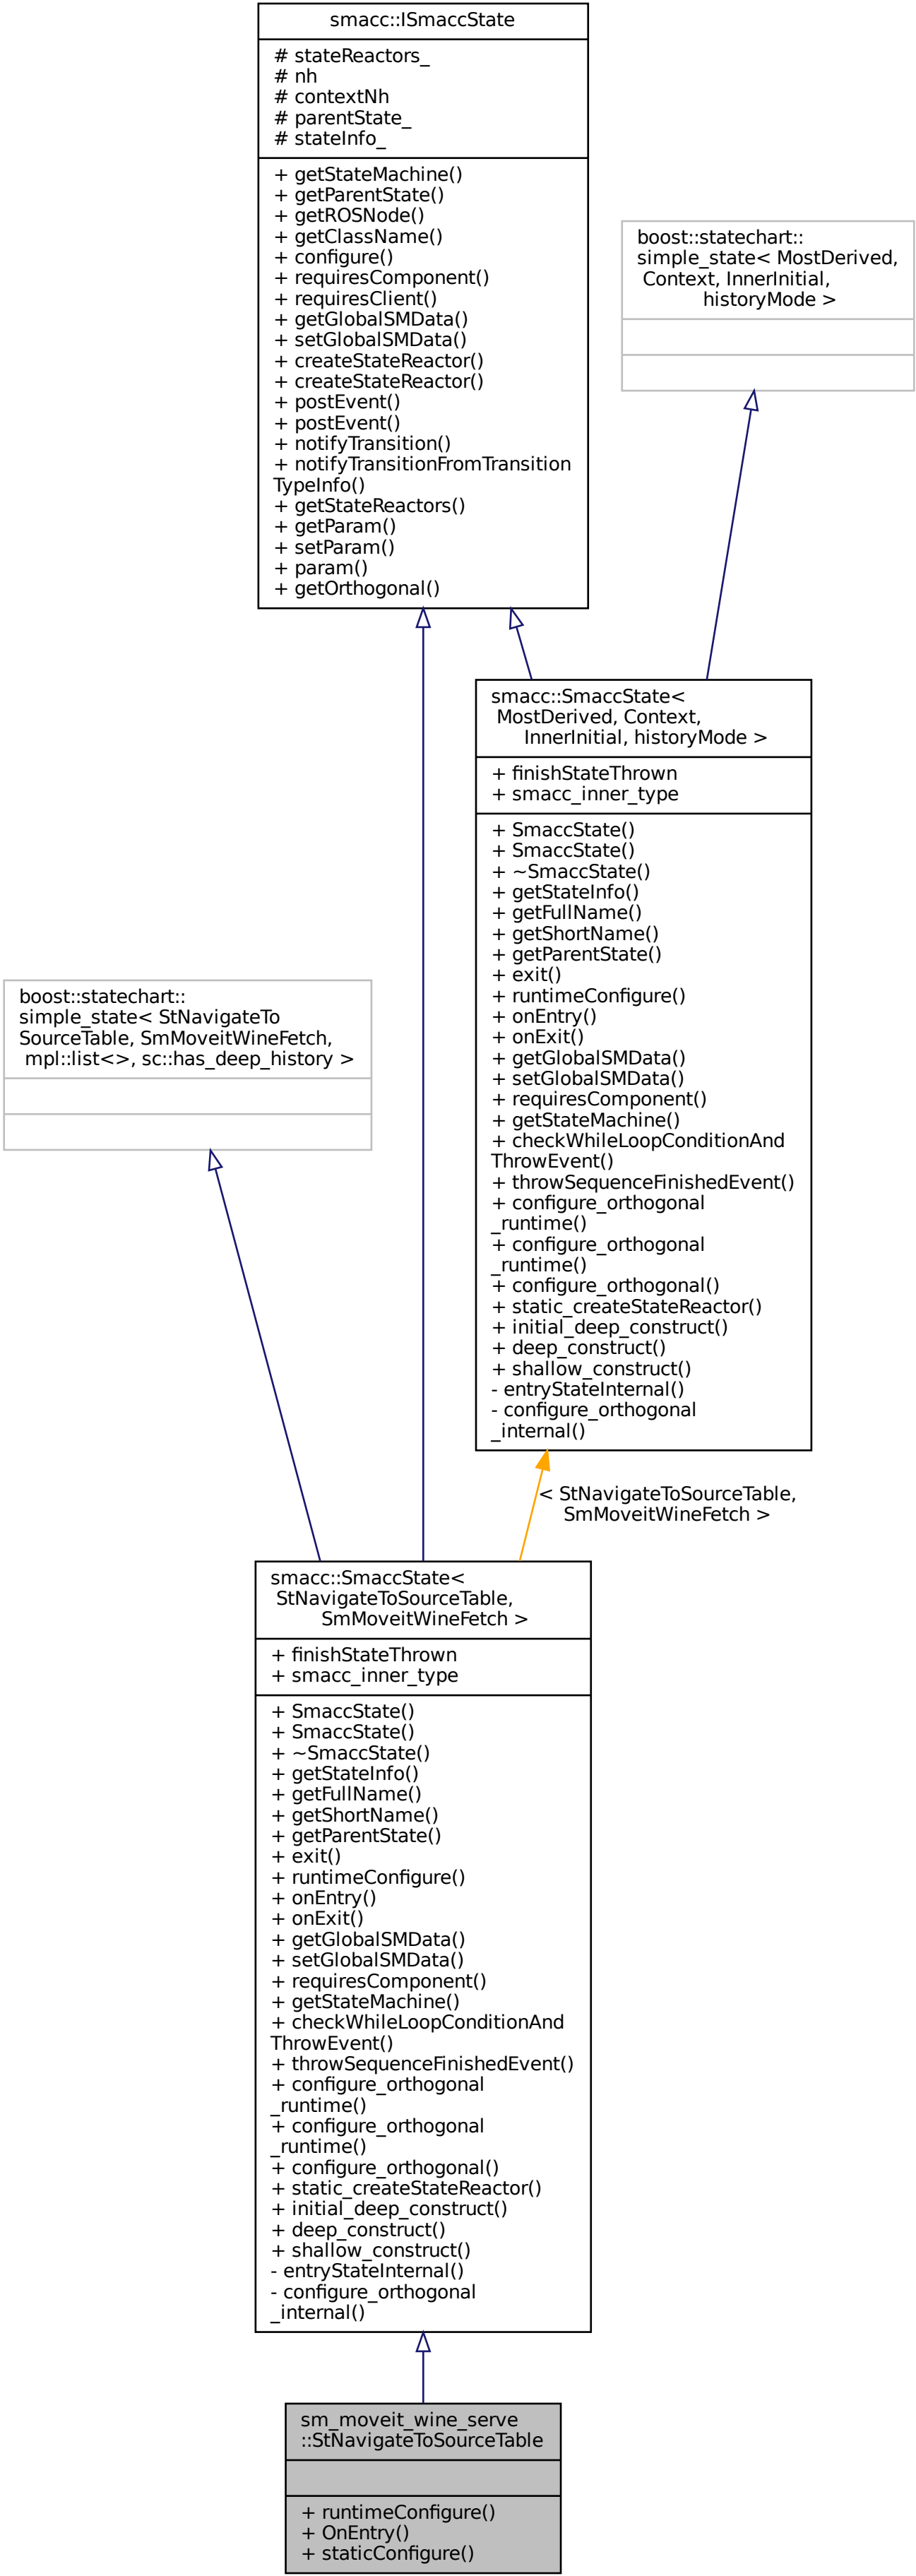 smacc::ISmaccState
# stateReactors_
# nh
# contextNh
# parentState_
# stateInfo_
+ getStateMachine()
+ getParentState()
+ getROSNode()
+ getClassName()
+ configure()
+ requiresComponent()
+ requiresClient()
+ getGlobalSMData()
+ setGlobalSMData()
+ createStateReactor()
+ createStateReactor()
+ postEvent()
+ postEvent()
+ notifyTransition()
+ notifyTransitionFromTransition
TypeInfo()
+ getStateReactors()
+ getParam()
+ setParam()
+ param()
+ getOrthogonal()
boost::statechart::
simple_state< MostDerived,
Context, InnerInitial,
historyMode >
smacc::SmaccState<
MostDerived, Context,
InnerInitial, historyMode >
+ finishStateThrown
+ smacc_inner_type
+ SmaccState()
+ SmaccState()
+ ~SmaccState()
+ getStateInfo()
+ getFullName()
+ getShortName()
+ getParentState()
+ exit()
+ runtimeConfigure()
+ onEntry()
+ onExit()
+ getGlobalSMData()
+ setGlobalSMData()
+ requiresComponent()
+ getStateMachine()
+ checkWhileLoopConditionAnd
ThrowEvent()
+ throwSequenceFinishedEvent()
+ configure_orthogonal
_runtime()
+ configure_orthogonal
_runtime()
+ configure_orthogonal()
+ static_createStateReactor()
+ initial_deep_construct()
+ deep_construct()
+ shallow_construct()
- entryStateInternal()
- configure_orthogonal
_internal()
boost::statechart::
simple_state< StNavigateTo
SourceTable, SmMoveitWineFetch,
mpl::list<>, sc::has_deep_history >
< StNavigateToSourceTable,
SmMoveitWineFetch >
smacc::SmaccState<
StNavigateToSourceTable,
SmMoveitWineFetch >
+ finishStateThrown
+ smacc_inner_type
+ SmaccState()
+ SmaccState()
+ ~SmaccState()
+ getStateInfo()
+ getFullName()
+ getShortName()
+ getParentState()
+ exit()
+ runtimeConfigure()
+ onEntry()
+ onExit()
+ getGlobalSMData()
+ setGlobalSMData()
+ requiresComponent()
+ getStateMachine()
+ checkWhileLoopConditionAnd
ThrowEvent()
+ throwSequenceFinishedEvent()
+ configure_orthogonal
_runtime()
+ configure_orthogonal
_runtime()
+ configure_orthogonal()
+ static_createStateReactor()
+ initial_deep_construct()
+ deep_construct()
+ shallow_construct()
- entryStateInternal()
- configure_orthogonal
_internal()
sm_moveit_wine_serve
::StNavigateToSourceTable
+ runtimeConfigure()
+ OnEntry()
+ staticConfigure()